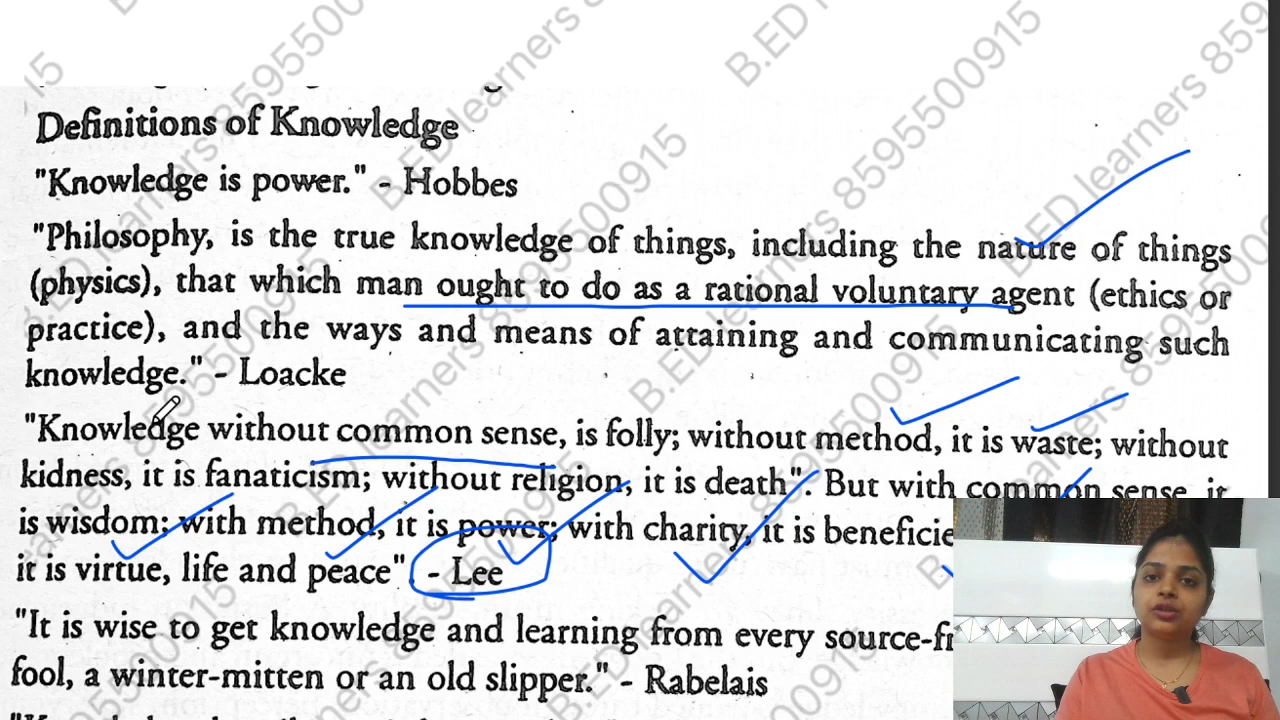 Definitions of Knowledge
"Knowledge is power." - Hobbes
"Philosophy, is the true knowledge of things, including the nature of things
(physics), that which man ought to do as a rational voluntary agent (ethics or
practice), and the ways and means of attaining and communicating such
knowledge." - Loacke
"Knowledge without common sense, is folly; without method, it is waste; without
kidness, it is fanaticism; without religion, it is death". But with common sense, it
is wisdom; with method, it is power; with charity, it is
it is virtue, life and peace". - Lee
"It is wise to get knowledge and learning from every
fool, a winter-mitten or an old slipper." - Rabelais
B.ED learners 8595500915